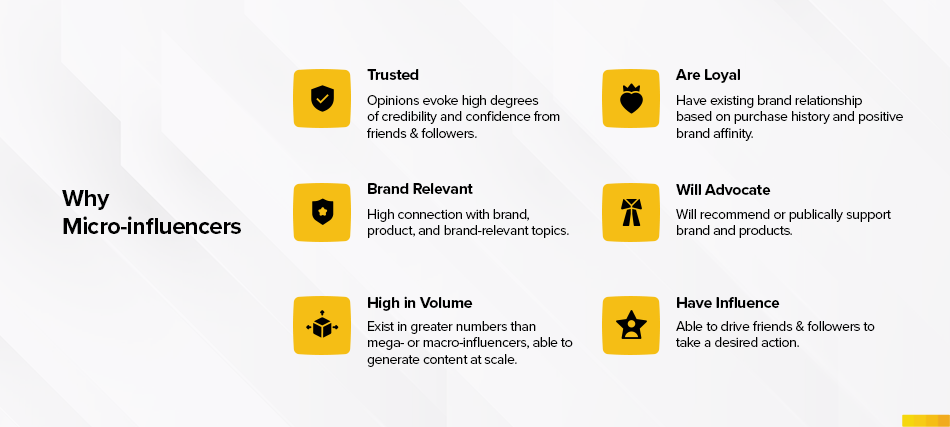 Why
Micro-influencers
Trusted
Opinions evoke high degrees
of credibility and confidence from
friends & followers.
Are Loyal
Have existing brand relationship
based on purchase history and positive
brand affinity.
Brand Relevant
High connection with brand,
product, and brand-relevant topics.
Will Advocate
Will recommend or publically support
brand and products.
High in Volume
Exist in greater numbers than
mega- or macro-influencers, able to
generate content at scale.
Have Influence
Able to drive friends & followers to
take a desired action.